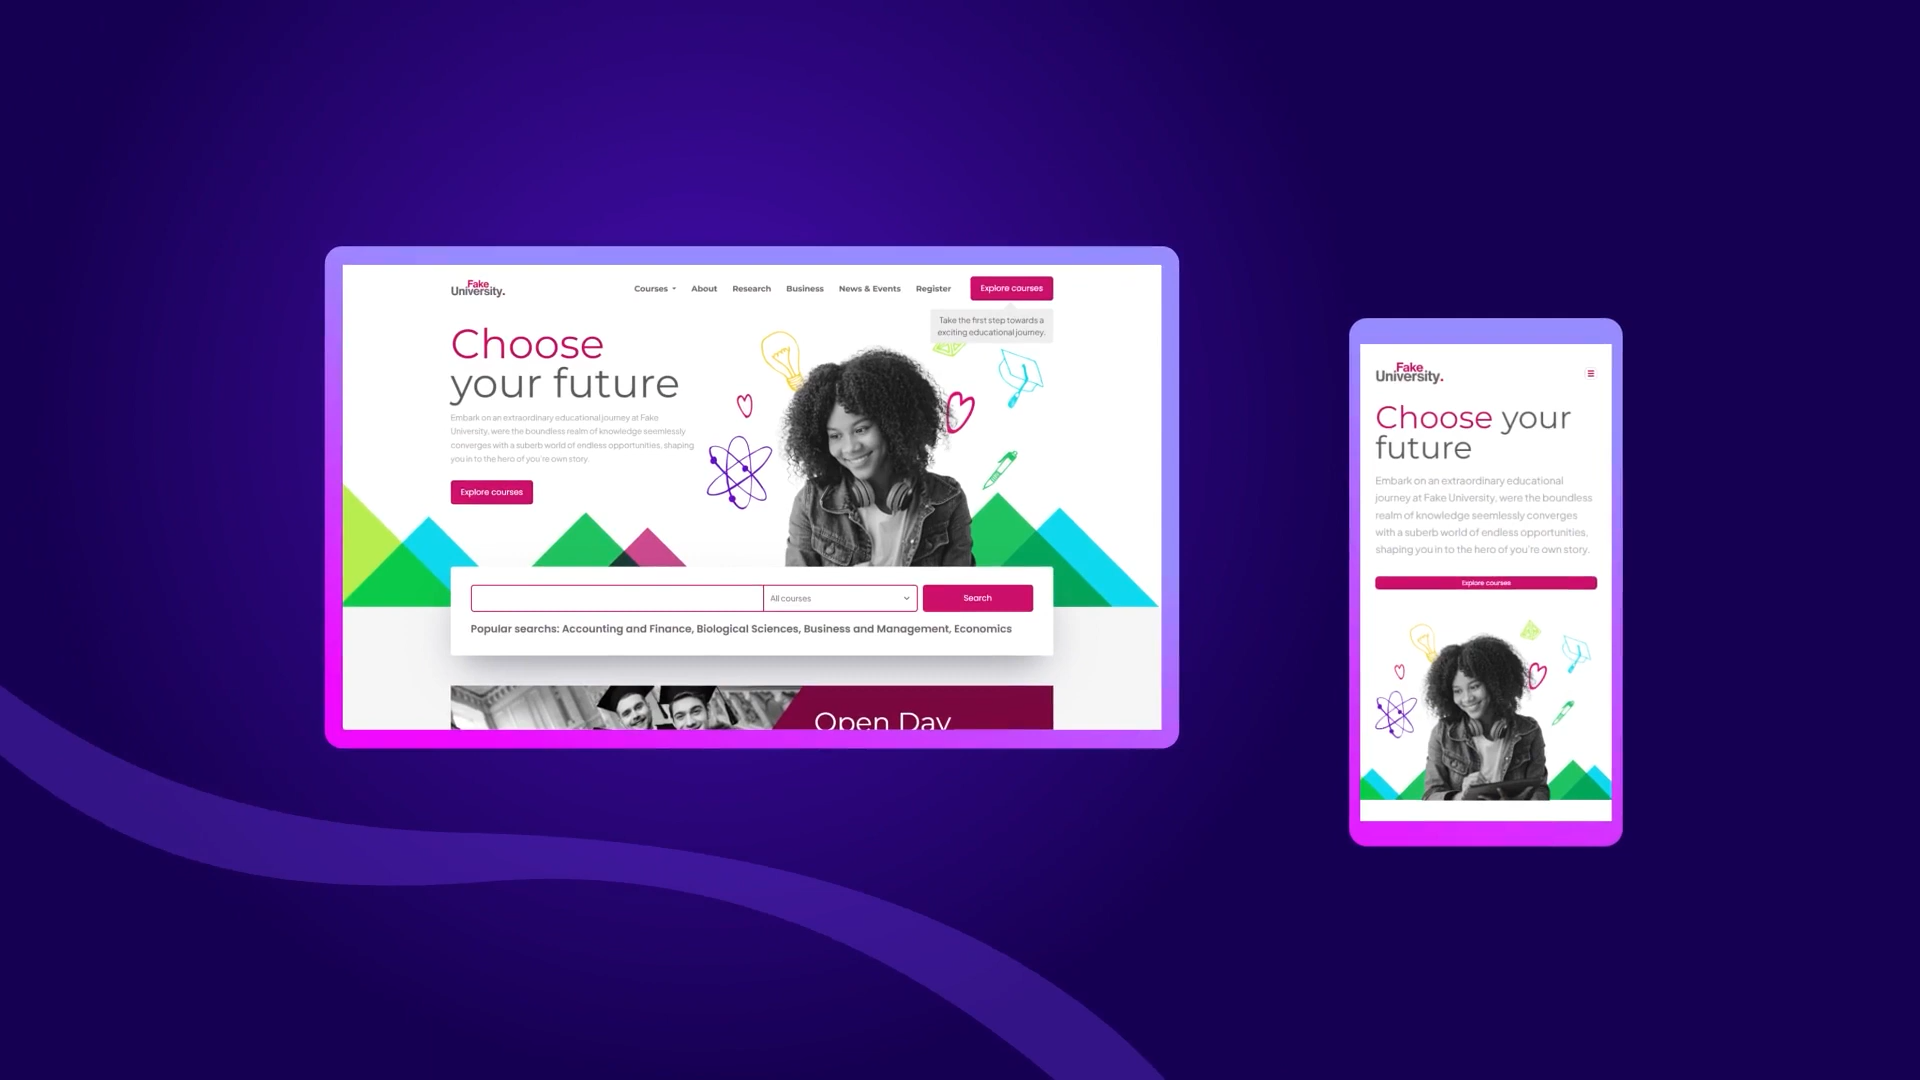 Fake
University.
Courses About Research Business News & Events Register Explore courses
Take the first step towards a
exciting educational journey.
Choose
your future
Embark on an extraordinary educational journey at Fake
University, were the boundless realm of knowledge seemlessly
converges with a suberb world of endless opportunities, shaping
you in to the hero of you're own story.
Explore courses
All courses
Search
Popular searchs: Accounting and Finance, Biological Sciences, Business and Management, Economics
Open Day
Fake
University.
Choose your
future
Embark on an extraordinary educational
journey at Fake University, were the boundless
realm of knowledge seemlessly converges
with a suberb world of endless opportunities,
shaping you in to the hero of you're own story.
Explore courses